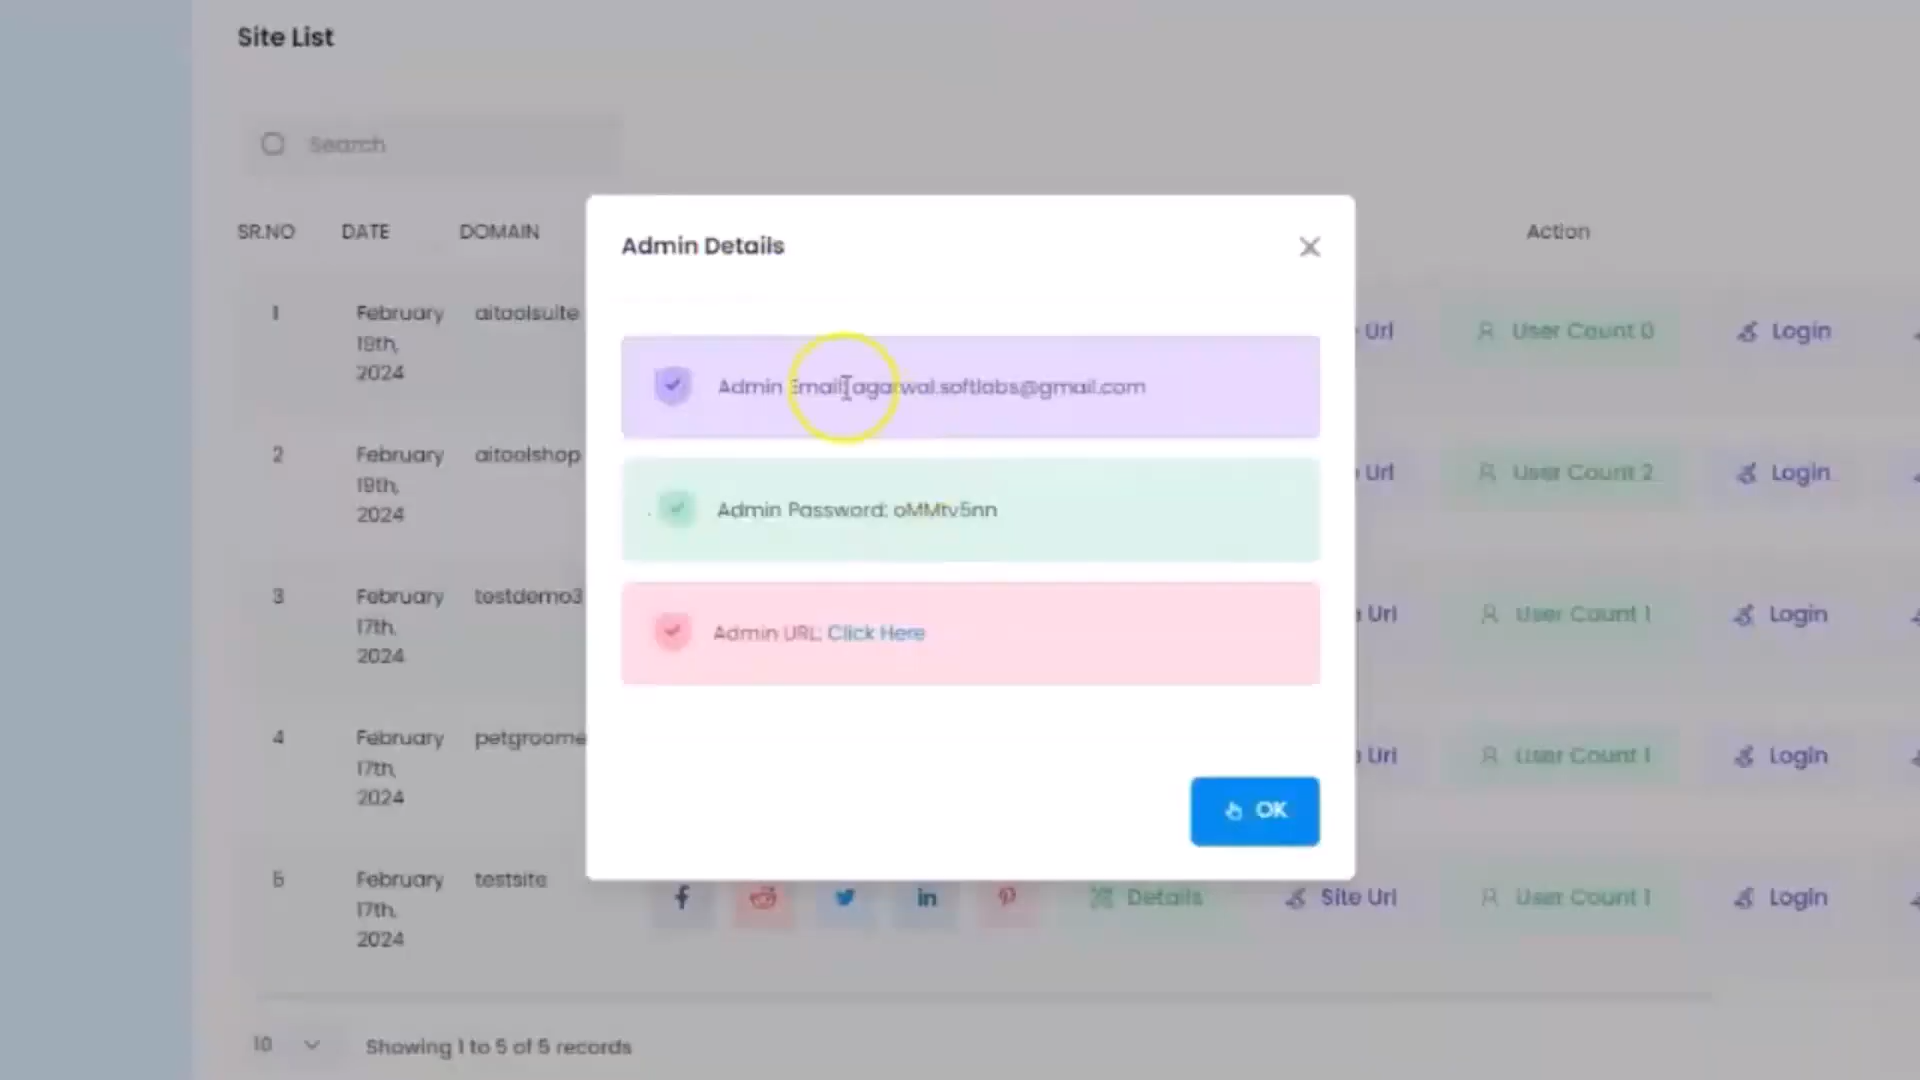 Site List
Search
SR.NO DATE DOMAIN Action
Admin Details
Admin Email: agarwal.softlabs@gmail.com
Admin Password: oMMtv5nn
Admin URL: Click Here
OK
1 February 19th, 2024 aitoolsuite Url User Count 0 Login
2 February 19th, 2024 aitoolshop Url User Count 2 Login
3 February 17th, 2024 testdemo3 Url User Count 1 Login
4 February 17th, 2024 petgroome Url User Count 1 Login
5 February 17th, 2024 testsite Details Site Url User Count 1 Login
10 Showing 1 to 5 of 5 records